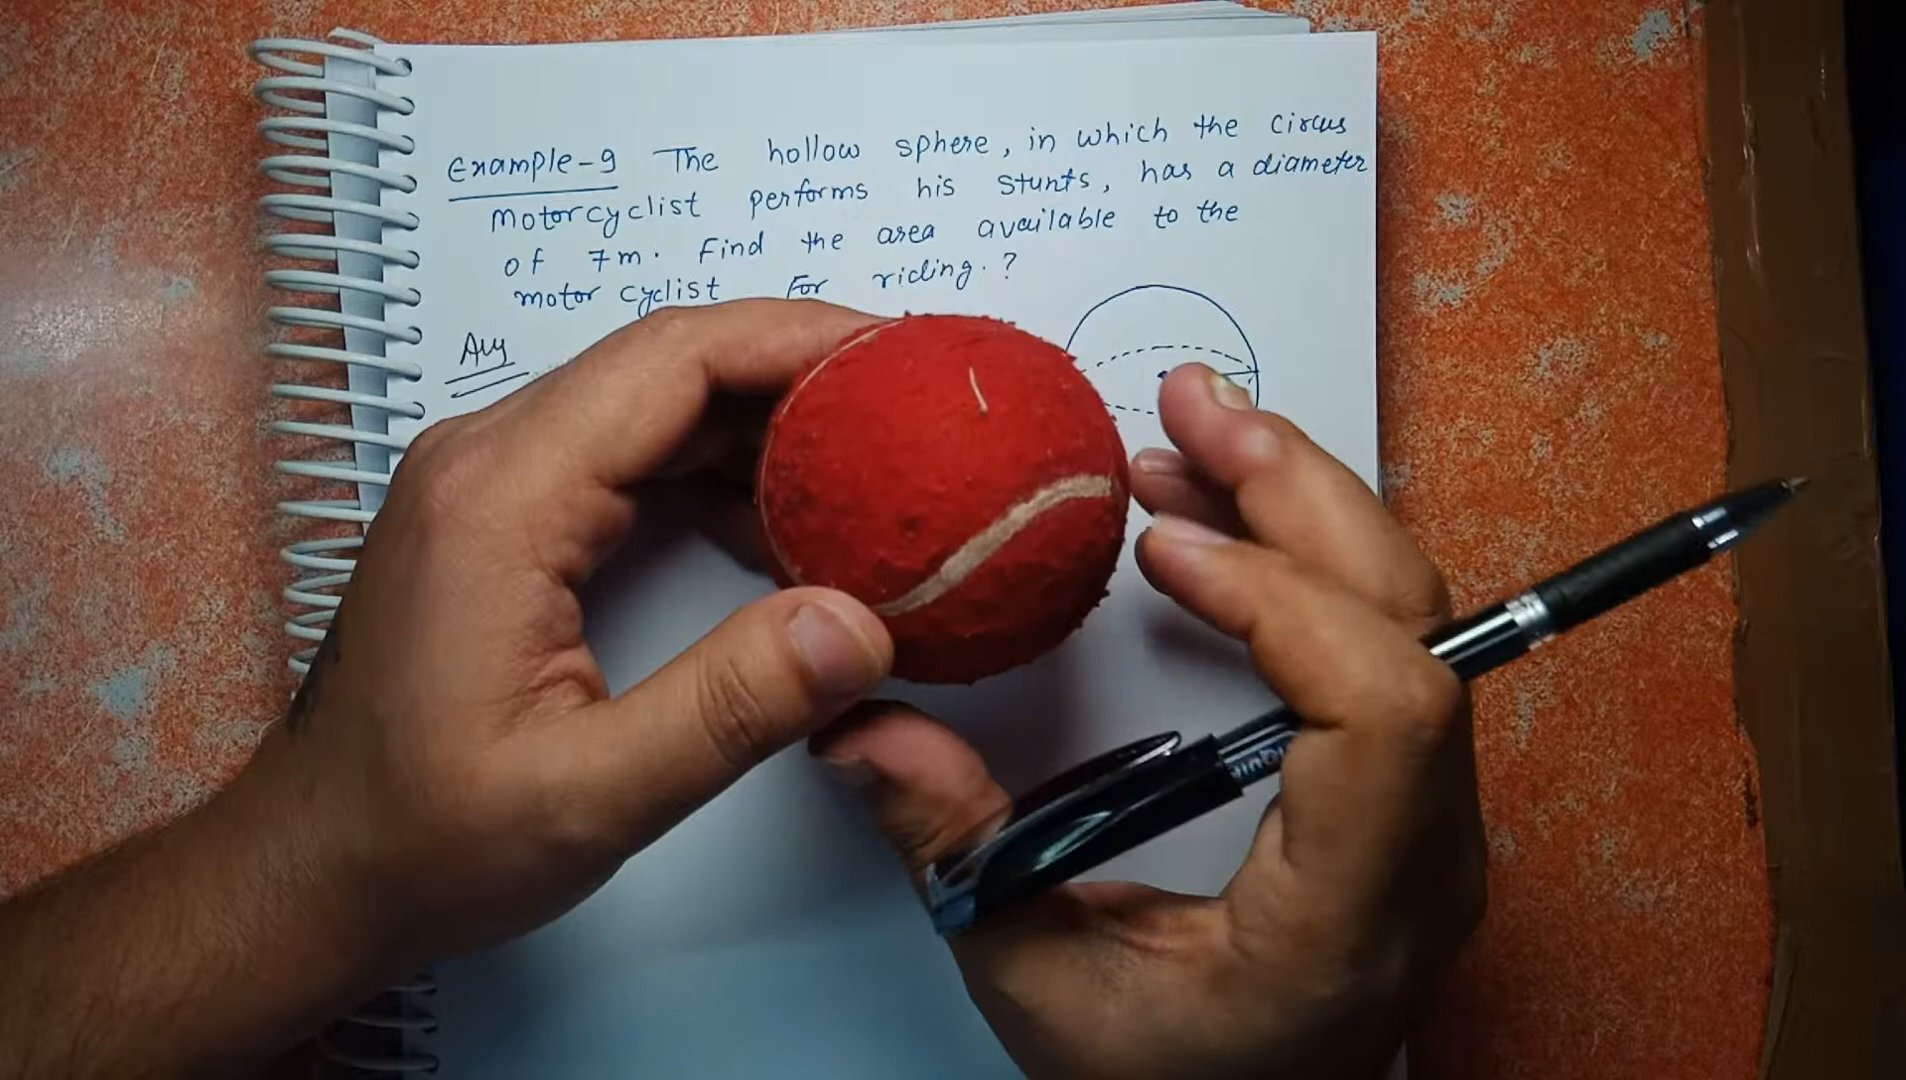 Example-9 The hollow sphere, in which the circus
Motorcyclist performs his stunts, has a diameter
of 7m. Find the area available to the
motor cyclist For riding.?
Ans